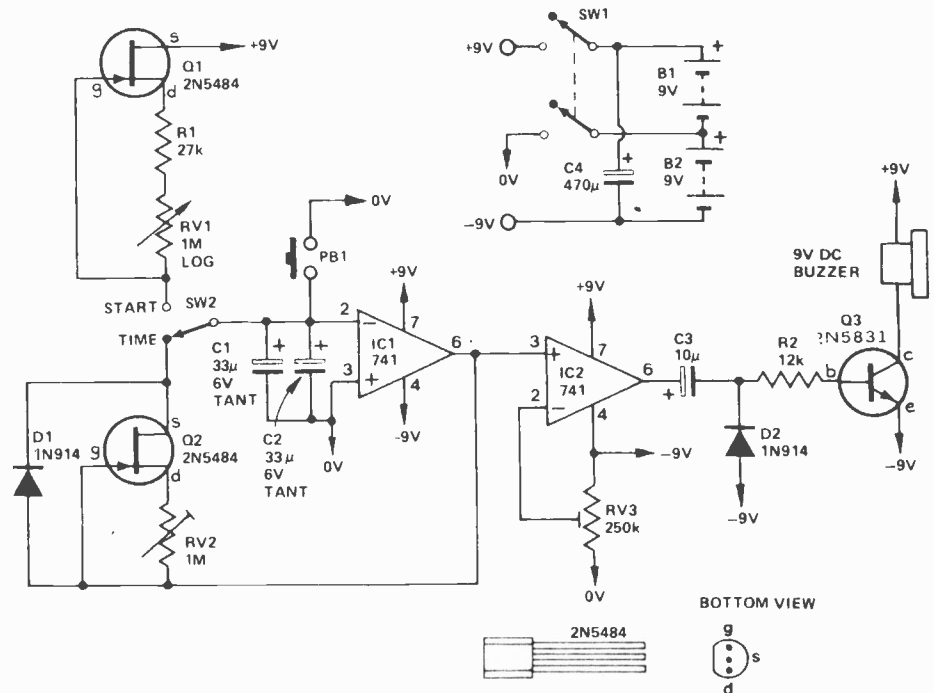 s
+9V
Q1
2N5484
g
d
R1
27k
RV1
1M
LOG
START
SW2
TIME
SW1
+9V
0V
-9V
C4
470μ
+
B1
9V
+
B2
9V
+
0V
PB1
+9V
2
-
7
IC1
741
6
3
+
4
-9V
+
C1
33μ
6V
TANT
+
C2
33μ
6V
TANT
0V
s
g
Q2
2N5484
d
D1
1N914
RV2
1M
+9V
3
+
7
IC2
741
6
2
-
4
-9V
RV3
250k
0V
C3
10μ
+
R2
12k
D2
1N914
-9V
+9V
9V DC
BUZZER
Q3
2N5831
b
c
e
-9V
BOTTOM VIEW
2N5484
g
s
d